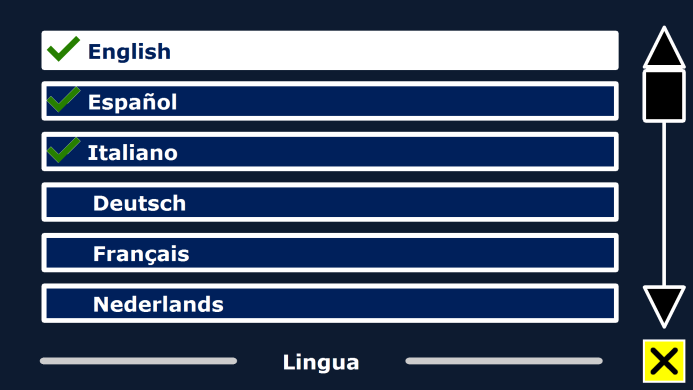 English
Español
Italiano
Deutsch
Français
Nederlands
Lingua